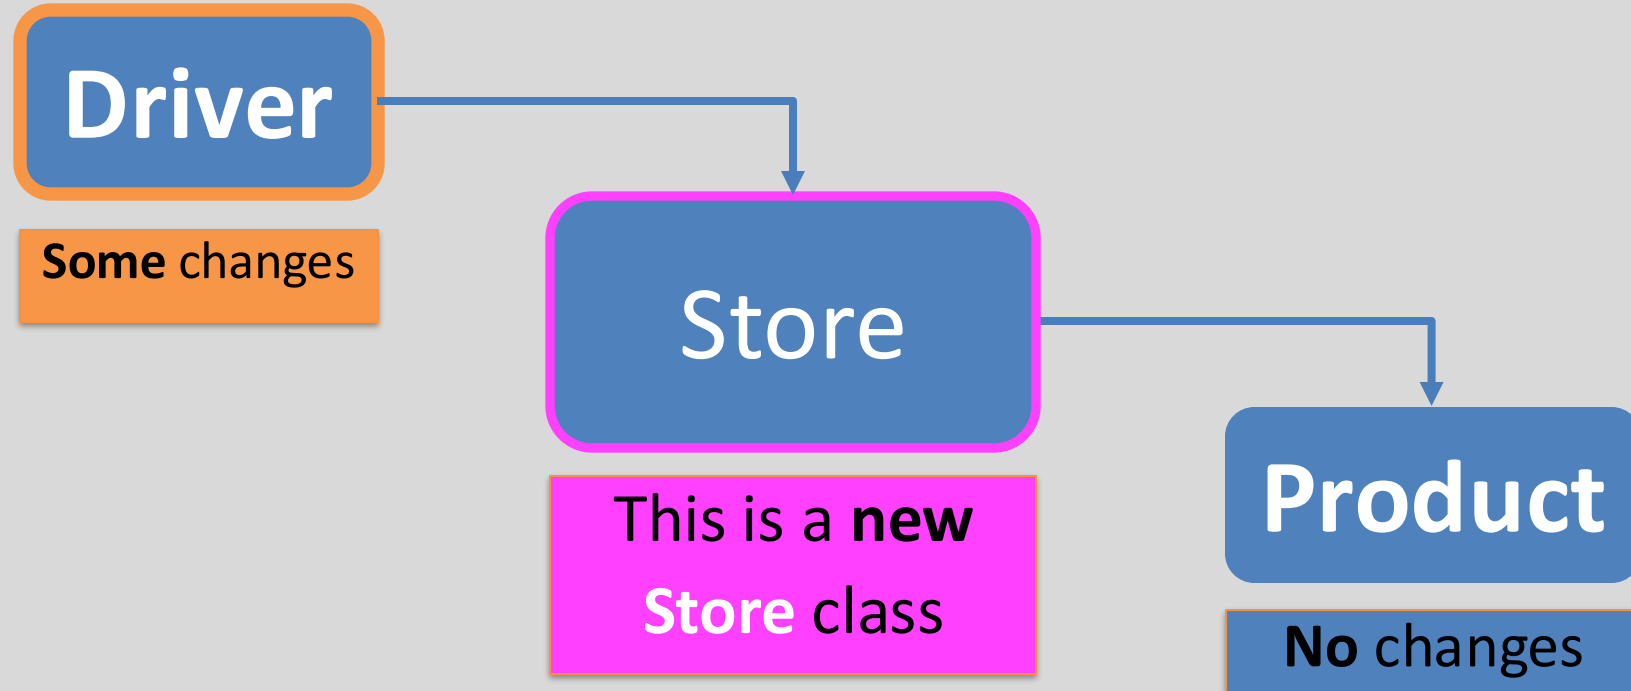 Driver
Some changes
Store
This is a new
Store class
Product
No changes